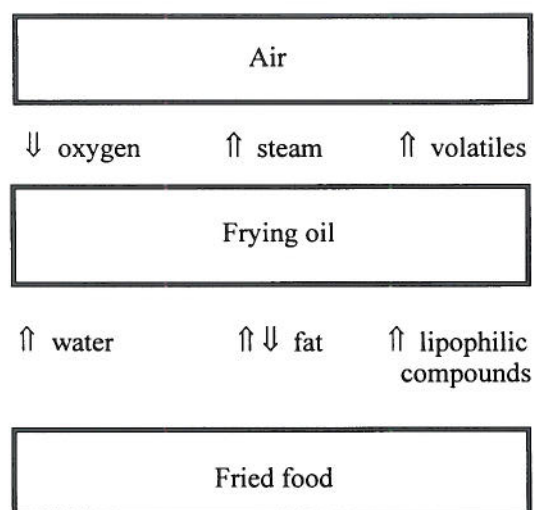 Air
⇓ oxygen ⇑ steam ⇑ volatiles
Frying oil
⇑ water ⇑⇓ fat ⇑ lipophilic
compounds
Fried food